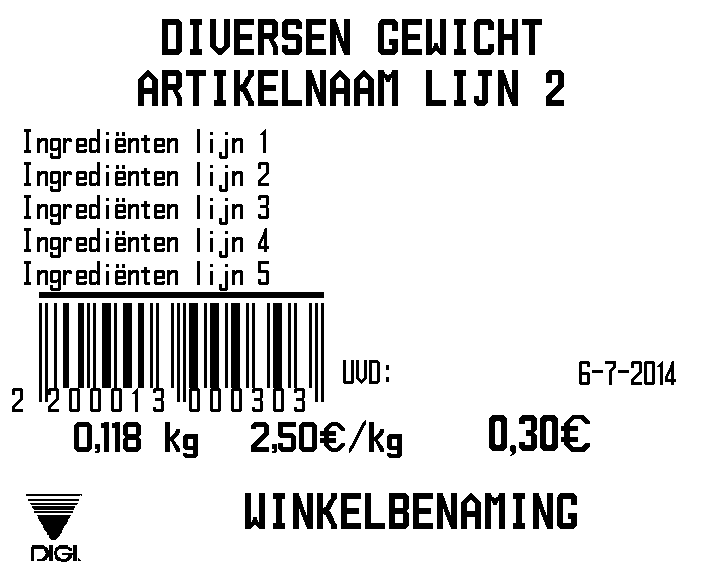 DIVERSEN GEWICHT
ARTIKELNAAM LIJN 2
Ingrediënten lijn 1
Ingrediënten lijn 2
Ingrediënten lijn 3
Ingrediënten lijn 4
Ingrediënten lijn 5
UVD: 6-7-2014
2 200013 000303
0,118 kg 2,50€/kg 0,30€
WINKELBENAMING
DIGI.